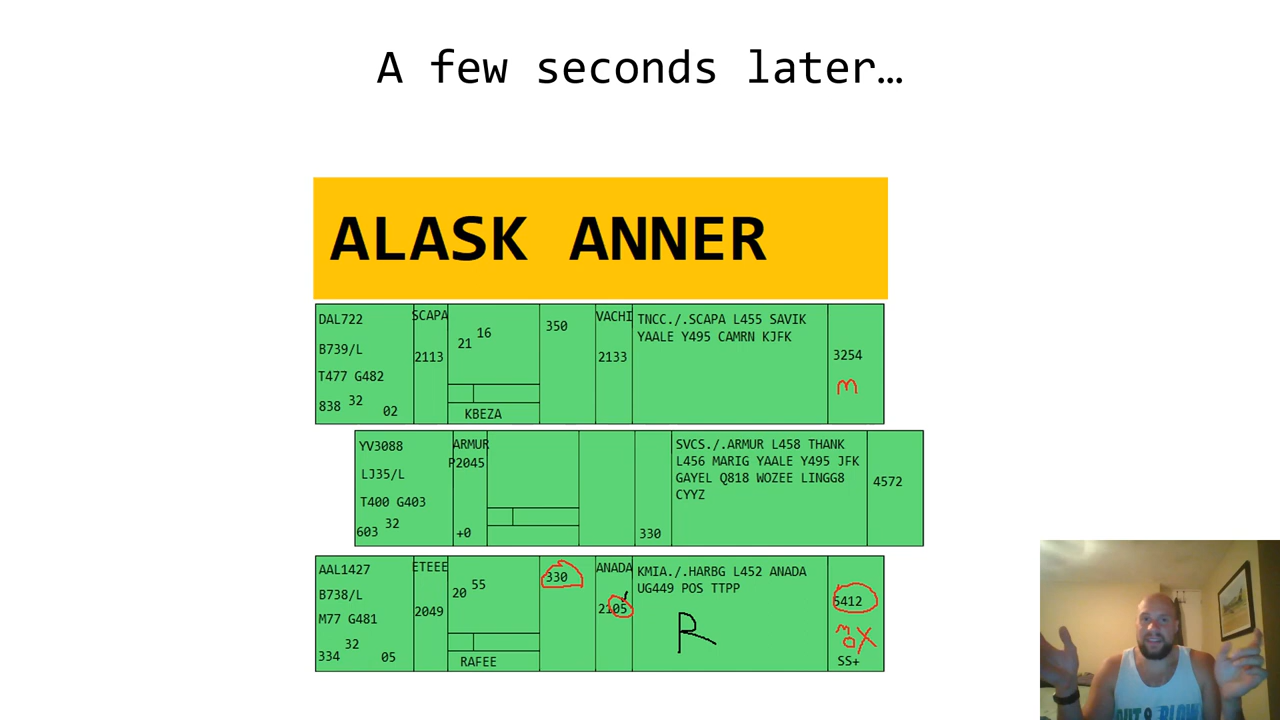 A few seconds later…
ALASK ANNER
DAL722 SCAPA 16 350 VACHI TNCC./.SCAPA L455 SAVIK
B739/L 21 2113 2133 YAALE Y495 CAMRN KJFK 3254
T477 G482 m
838 32 02 KBEZA
YV3088 ARMUR SVCS./.ARMUR L458 THANK
P2045 L456 MARIG YAALE Y495 JFK
LJ35/L GAYEL Q818 WOZEE LINGG8 4572
T400 G403 CYYZ
603 32 +0 330
AAL1427 ETEEE 20 55 330 ANADA KMIA./.HARBG L452 ANADA
B738/L 2049 2105 UG449 POS TTPP 5412
M77 G481 R
334 32 05 RAFEE SS+